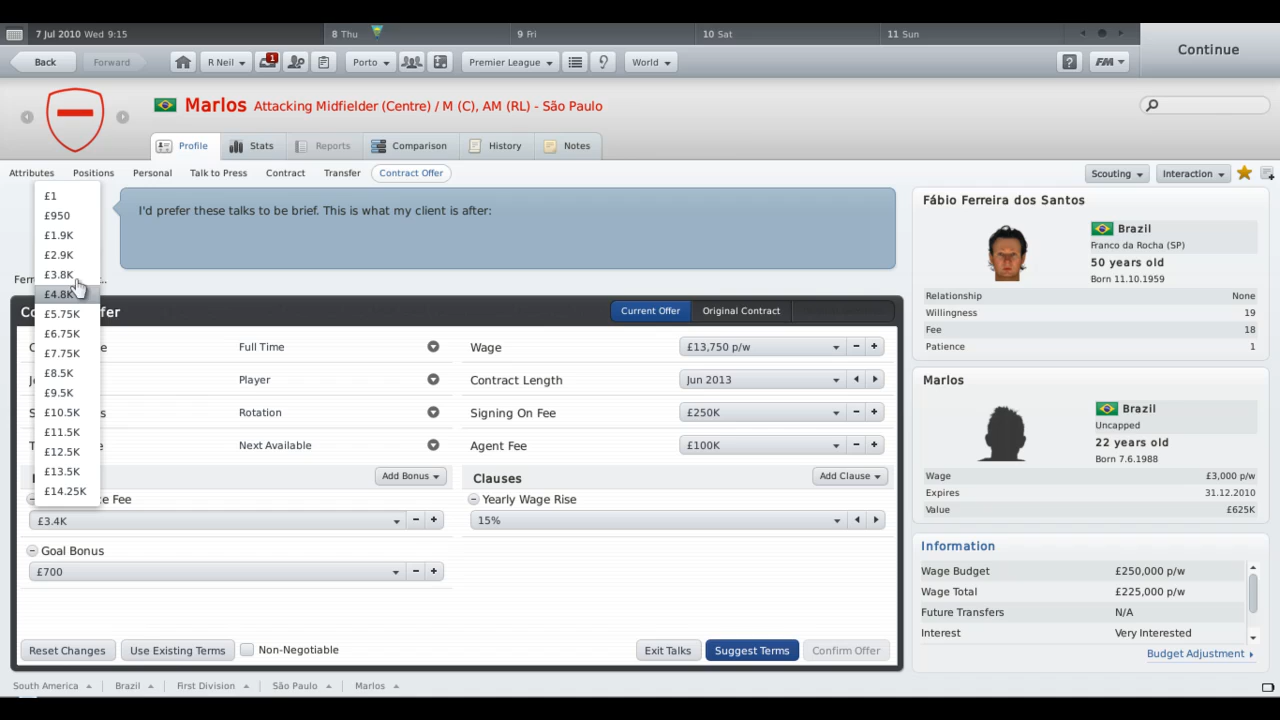 7 Jul 2010 Wed 9:15
8 Thu
9 Fri
10 Sat
11 Sun
Continue
Back
Forward
R Neil
1
Porto
Premier League
World
?
FM
Marlos Attacking Midfielder (Centre) / M (C), AM (RL) - São Paulo
Profile
Stats
Reports
Comparison
History
Notes
Attributes
Positions
Personal
Talk to Press
Contract
Transfer
Contract Offer
Scouting
Interaction
£1
£950
£1.9K
£2.9K
£3.8K
£4.8K
£5.75K
£6.75K
£7.75K
£8.5K
£9.5K
£10.5K
£11.5K
£12.5K
£13.5K
£14.25K
I'd prefer these talks to be brief. This is what my client is after:
Current Offer
Original Contract
Full Time
Player
Rotation
Next Available
Wage £13,750 p/w
Contract Length Jun 2013
Signing On Fee £250K
Agent Fee £100K
Add Bonus
Fee
£3.4K
Goal Bonus
£700
Clauses
Add Clause
Yearly Wage Rise
15%
Reset Changes
Use Existing Terms
Non-Negotiable
Exit Talks
Suggest Terms
Confirm Offer
Fábio Ferreira dos Santos
Brazil
Franco da Rocha (SP)
50 years old
Born 11.10.1959
Relationship None
Willingness 19
Fee 18
Patience 1
Marlos
Brazil
Uncapped
22 years old
Born 7.6.1988
Wage £3,000 p/w
Expires 31.12.2010
Value £625K
Information
Wage Budget £250,000 p/w
Wage Total £225,000 p/w
Future Transfers N/A
Interest Very Interested
Budget Adjustment
South America
Brazil
First Division
São Paulo
Marlos